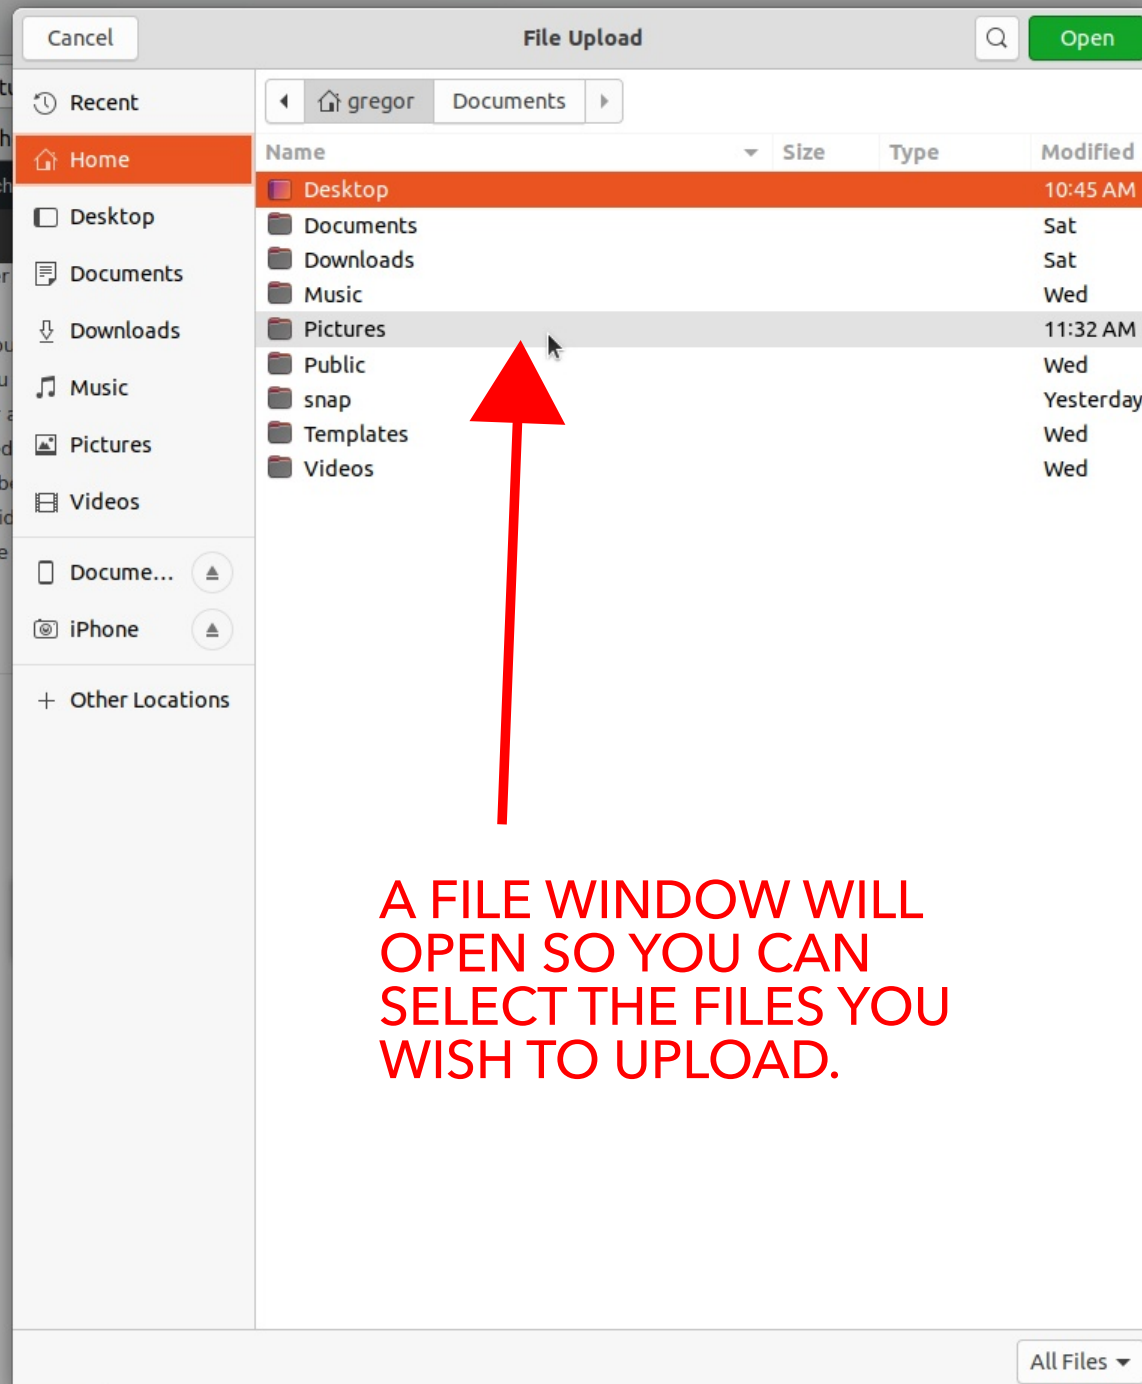 Cancel File Upload Open
Recent
Home
Desktop
Documents
Downloads
Music
Pictures
Videos
Docume...
iPhone
Other Locations
gregor Documents
Name Size Type Modified
Desktop 10:45 AM
Documents Sat
Downloads Sat
Music Wed
Pictures 11:32 AM
Public Wed
snap Yesterday
Templates Wed
Videos Wed
A FILE WINDOW WILL
OPEN SO YOU CAN
SELECT THE FILES YOU
WISH TO UPLOAD.
All Files